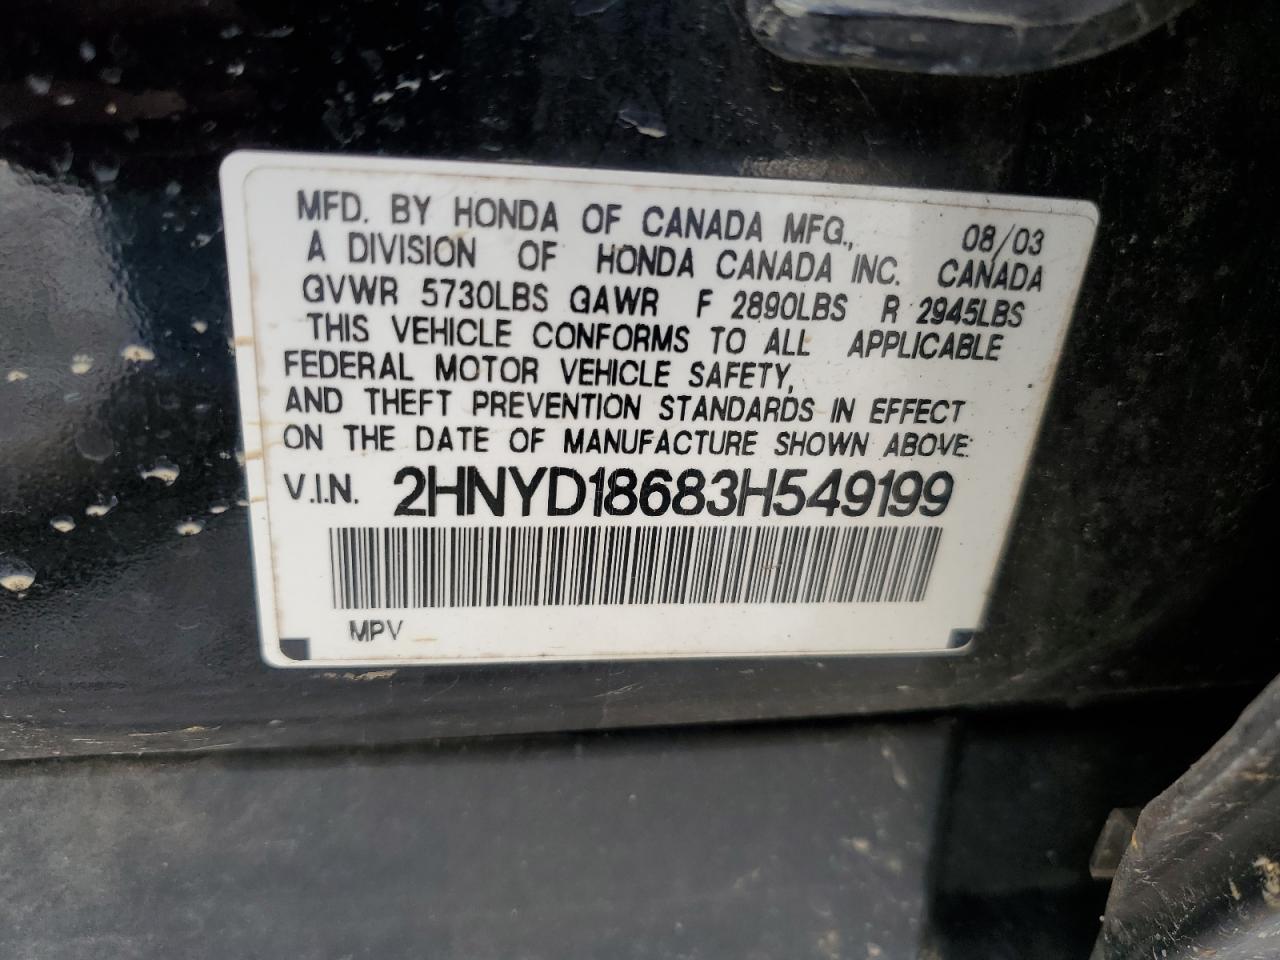 MFD. BY HONDA OF CANADA MFG., 08/03
A DIVISION OF HONDA CANADA INC. CANADA
GVWR 5730LBS GAWR F 2890LBS R 2945LBS
THIS VEHICLE CONFORMS TO ALL APPLICABLE
FEDERAL MOTOR VEHICLE SAFETY,
AND THEFT PREVENTION STANDARDS IN EFFECT
ON THE DATE OF MANUFACTURE SHOWN ABOVE:
V.I.N. 2HNYD18683H549199
MPV